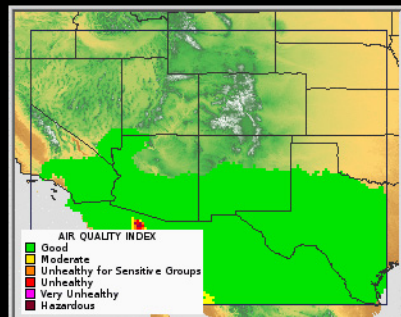 AIR QUALITY INDEX
Good
Moderate
Unhealthy for Sensitive Groups
Unhealthy
Very Unhealthy
Hazardous